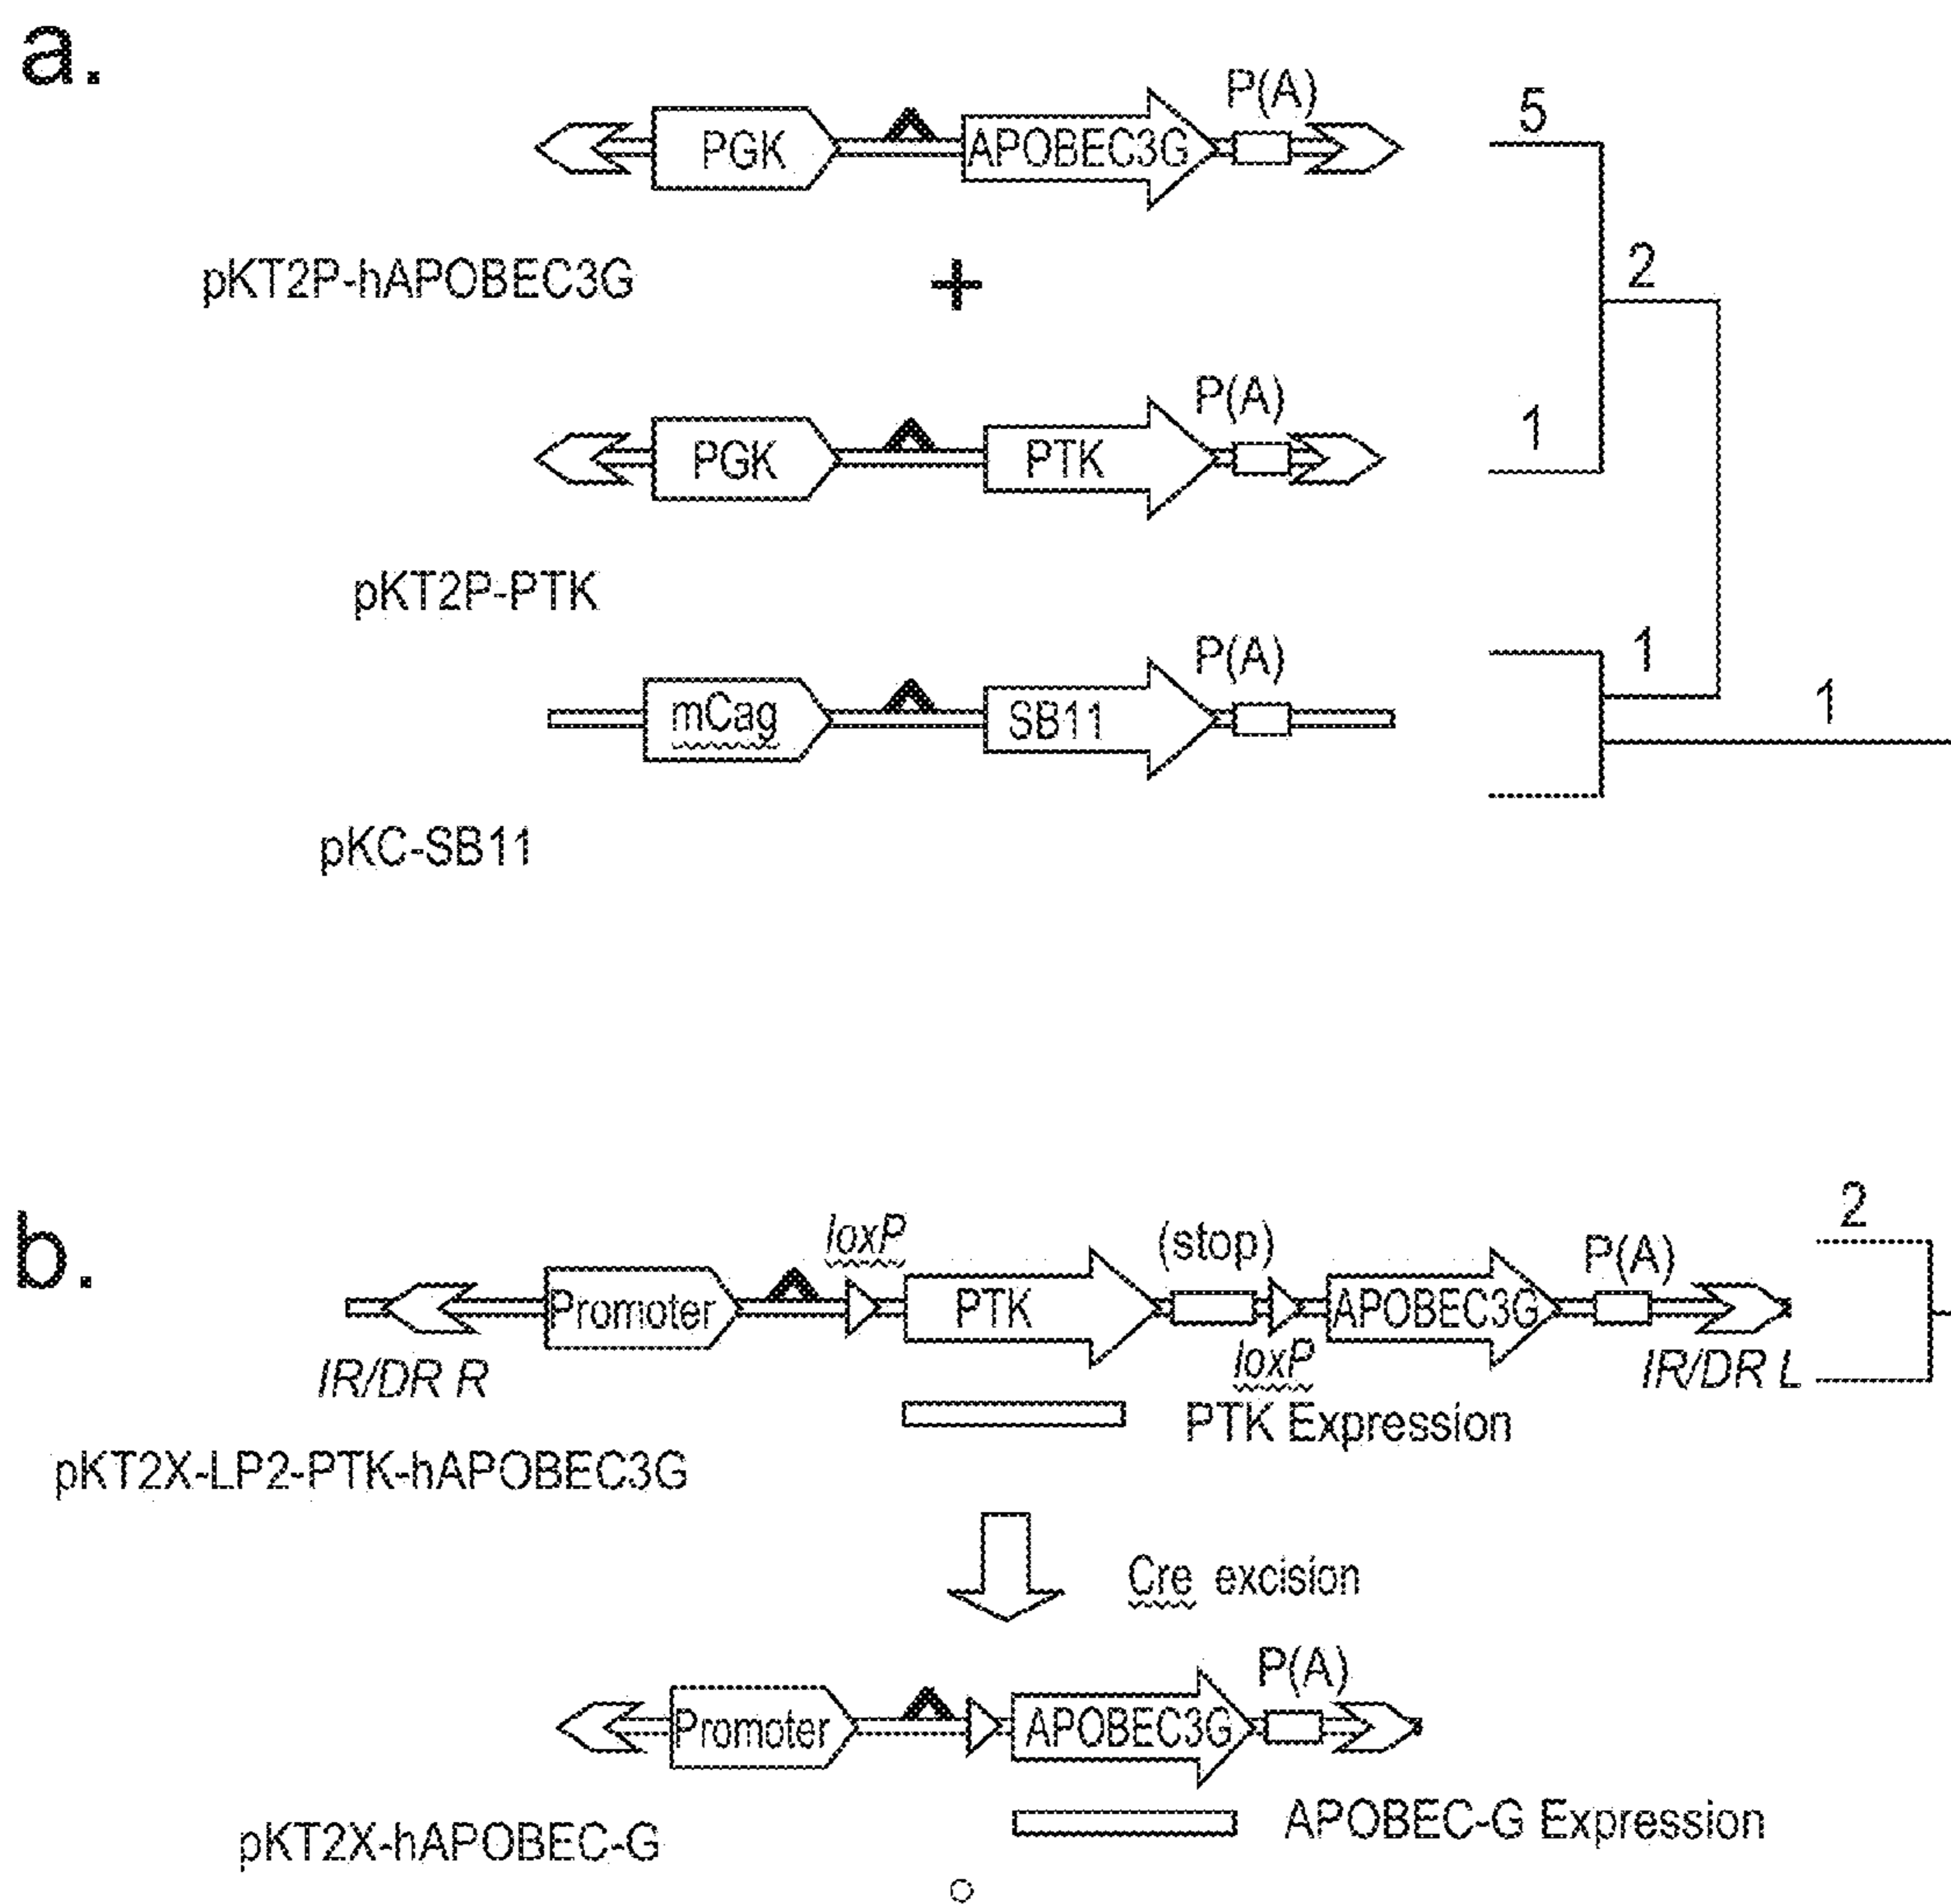 a.
P(A)
5
PGK
APOBEC3G
pKT2P-hAPOBEC3G
+
2
P(A)
1
PGK
PTK
pKT2P-PTK
P(A)
1
mCag
SB11
1
pKC-SB11
b.
loxP
(stop)
P(A)
2
Promoter
PTK
APOBEC3G
IR/DR R
loxP
IR/DR L
PTK Expression
pKT2X-LP2-PTK-hAPOBEC3G
Cre excision
P(A)
Promoter
APOBEC3G
pKT2X-hAPOBEC-G
APOBEC-G Expression